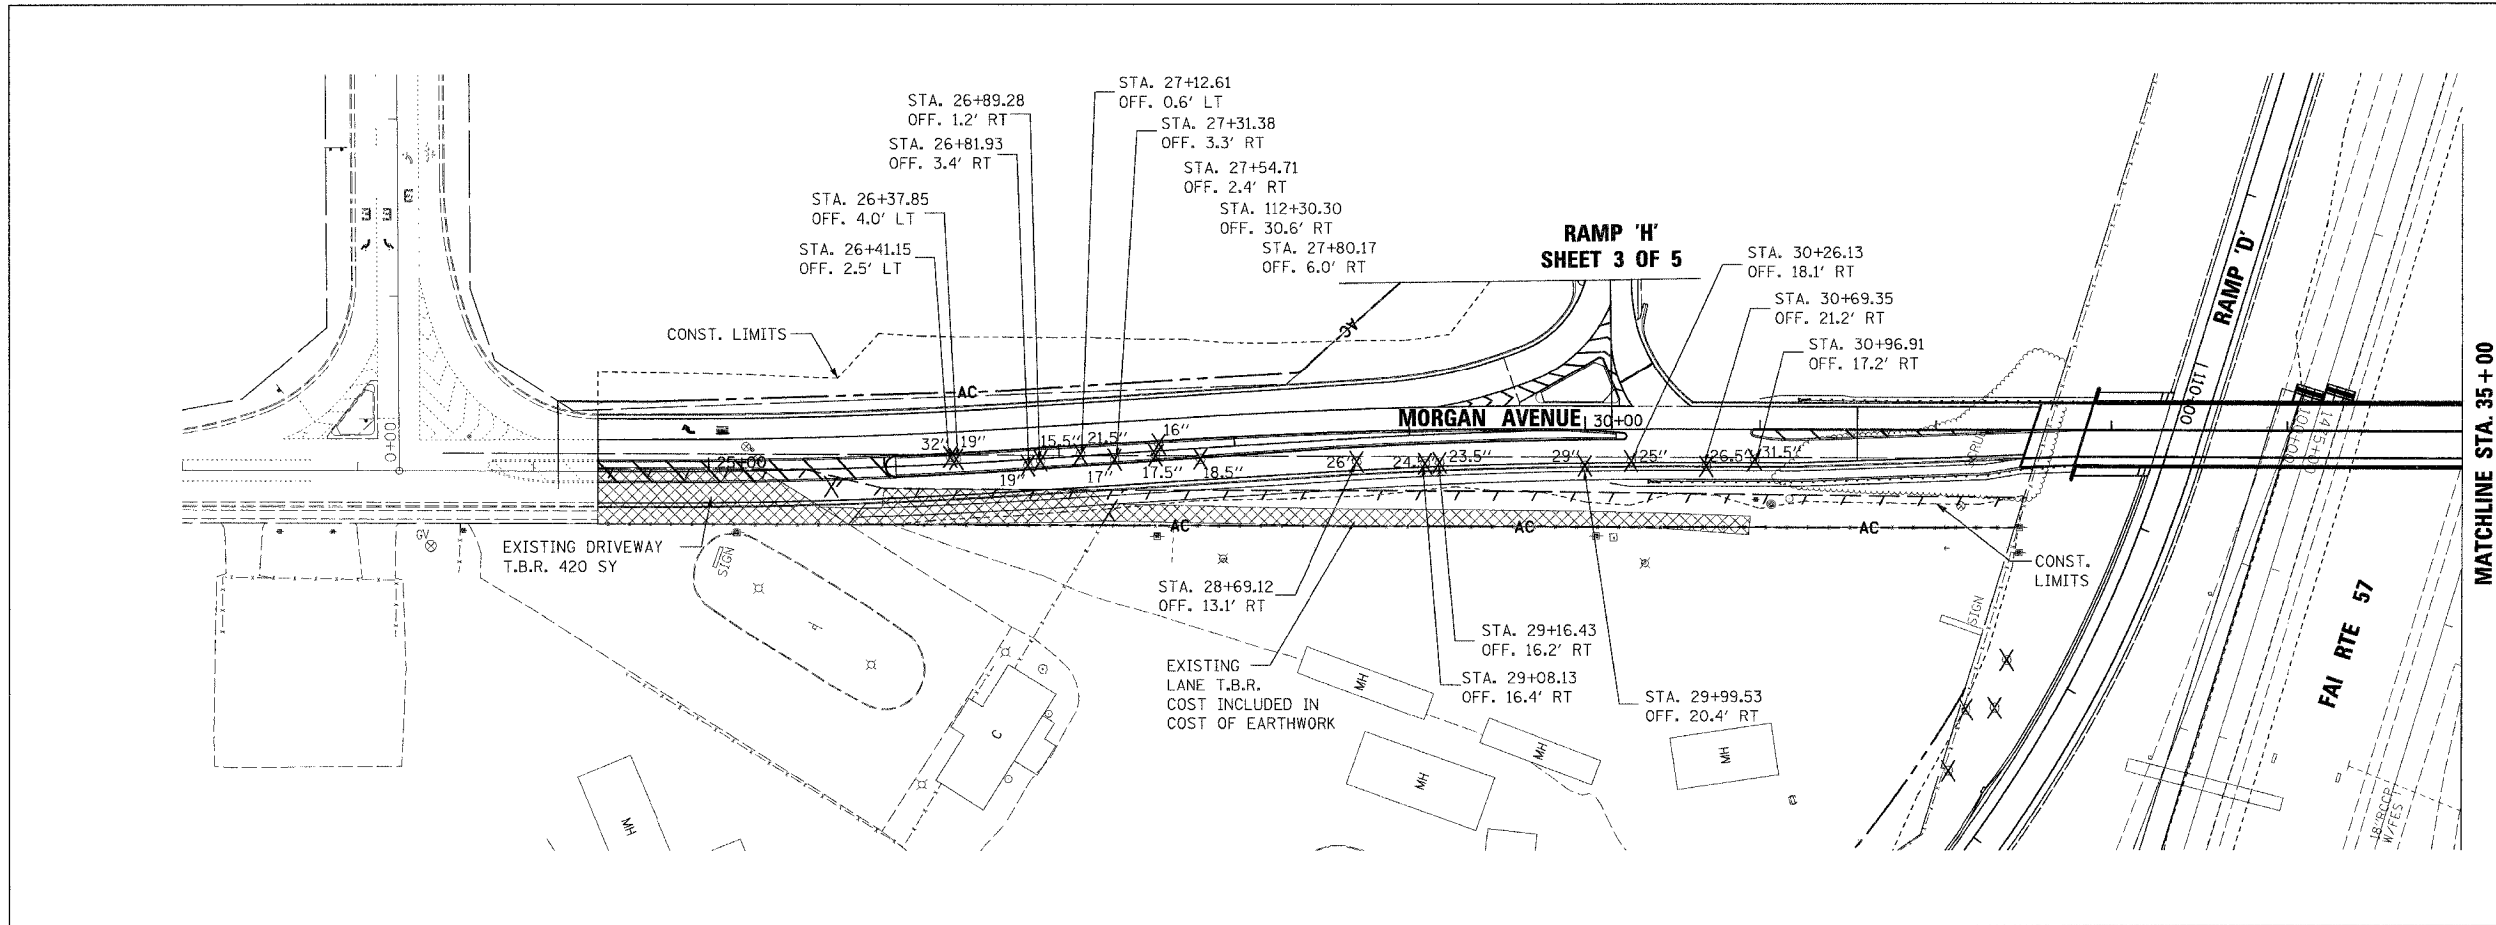 STA. 27+12.61
OFF. 0.6' LT
STA. 26+89.28
OFF. 1.2' RT
STA. 27+31.38
OFF. 3.3' RT
STA. 26+81.93
OFF. 3.4' RT
STA. 27+54.71
OFF. 2.4' RT
STA. 26+37.85
OFF. 4.0' LT
STA. 112+30.30
OFF. 30.6' RT
STA. 26+41.15
OFF. 2.5' LT
STA. 27+80.17
OFF. 6.0' RT
RAMP 'H'
SHEET 3 OF 5
STA. 30+26.13
OFF. 18.1' RT
STA. 30+69.35
OFF. 21.2' RT
STA. 30+96.91
OFF. 17.2' RT
RAMP 'D'
110+00
CONST. LIMITS
AC
AC
MORGAN AVENUE
30+00
MATCHLINE STA. 35+00
0+00
25+00
32"
19"
15.5"
21.5"
16"
19"
17"
17.5"
18.5"
26"
24
23.5"
29"
25"
26.5"
31.5"
SCRUB
GV
AC
AC
AC
EXISTING DRIVEWAY
T.B.R. 420 SY
SIGN
CONST.
LIMITS
STA. 28+69.12
OFF. 13.1' RT
STA. 29+16.43
OFF. 16.2' RT
STA. 29+08.13
OFF. 16.4' RT
STA. 29+99.53
OFF. 20.4' RT
EXISTING
LANE T.B.R.
COST INCLUDED IN
COST OF EARTHWORK
SIGN
FAI RTE 57
C
MH
MH
MH
MH
MH
18"RCCP
W/FES